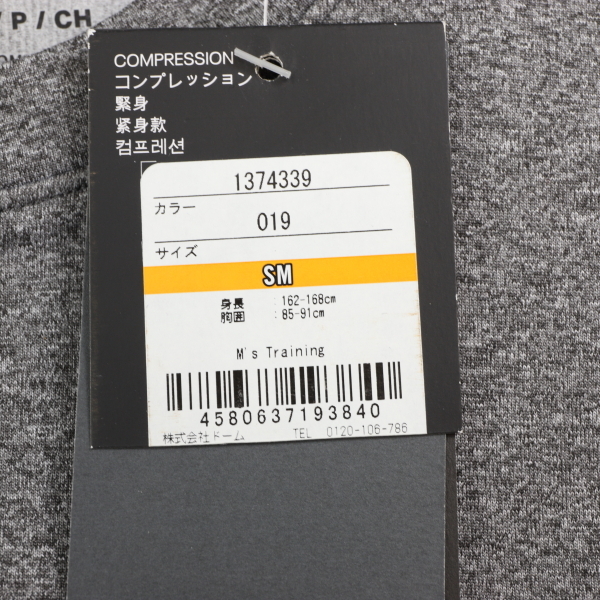 / P / CH
COMPRESSION
コンプレッション
緊身
紧身款
컴프레션
1374339
カラー
019
サイズ
SM
身長 : 162-168cm
胸囲 : 85-91cm
M's Training
4580637193840
株式会社ドーム TEL 0120-106-786